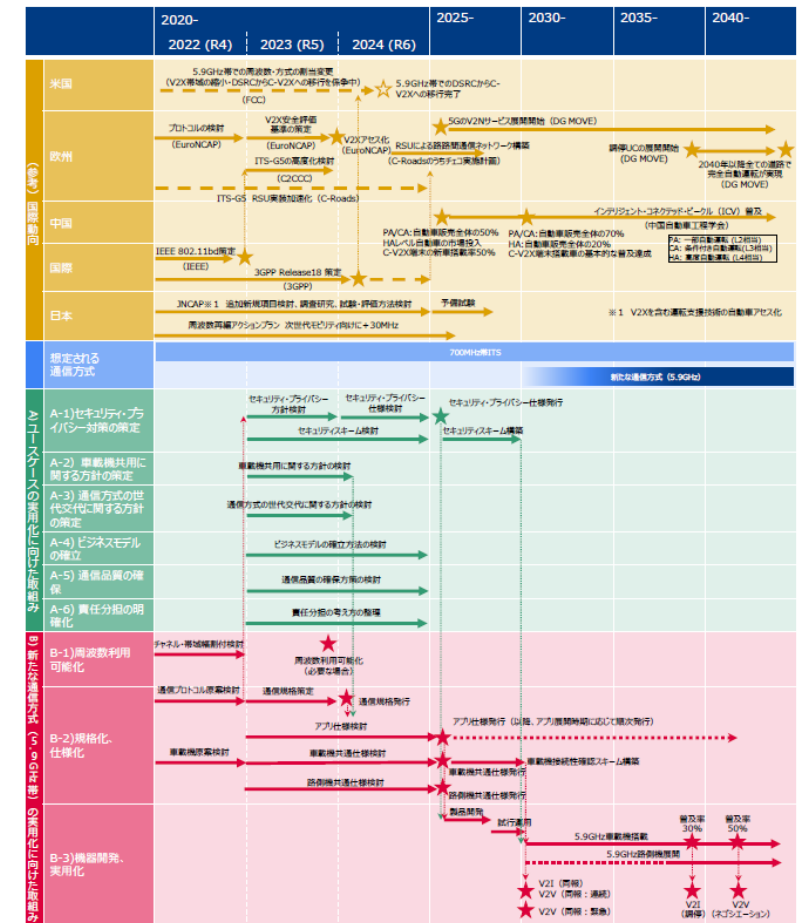 2020-
2025-
2030-
2035-
2040-
2022 (R4)
2023 (R5)
2024 (R6)
(参考) 国際動向
米国
5.9GHz帯での周波数・方式の割当変更
(V2X帯域の縮小・DSRCからC-V2Xへの移行を係争中)
(FCC)
5.9GHz帯でのDSRCからC-
V2Xへの移行完了
欧州
プロトコルの検討
(EuroNCAP)
V2X安全評価
基準の策定
(EuroNCAP)
V2Xアセス化
(EuroNCAP)
ITS-G5の高度化検討
(C2CCC)
ITS-G5 RSU実装加速化 (C-Roads)
5GのV2Nサービス展開開始 (DG MOVE)
RSUによる路路間通信ネットワーク構築
(C-Roadsのうちチェコ実施計画)
調停UCの展開開始
(DG MOVE)
2040年以降全ての道路で
完全自動運転が実現
(DG MOVE)
中国
PA/CA:自動車販売全体の50%
HAレベル自動車の市場投入
C-V2X端末の新車搭載率50%
PA/CA:自動車販売全体の70%
HA:自動車販売全体の20%
C-V2X端末搭載車の基本的な普及達成
インテリジェント・コネクテッド・ビークル (ICV) 普及
(中国自動車工程学会)
PA: 一部自動運転 (L2相当)
CA: 条件付き自動運転(L3相当)
HA: 高度自動運転 (L4相当)
国際
IEEE 802.11bd策定
(IEEE)
3GPP Release18 策定
(3GPP)
日本
JNCAP※1 追加新規項目検討、調査研究、試験・評価方法検討
予備試験
※1 V2Xを含む運転支援技術の自動車アセス化
周波数再編アクションプラン 次世代モビリティ向けに+30MHz
想定される
通信方式
700MHz帯ITS
新たな通信方式 (5.9GHz)
A)ユースケースの実用化に向けた取組み
A-1)セキュリティ・プラ
イバシー対策の策定
セキュリティ・プライバシー
方針検討
セキュリティ・プライバシー
仕様検討
セキュリティ・プライバシー仕様発行
セキュリティスキーム検討
セキュリティスキーム構築
A-2) 車載機共用に
関する方針の策定
車載機共用に関する方針の検討
A-3) 通信方式の世
代交代に関する方針
の策定
通信方式の世代交代に関する方針の検討
A-4) ビジネスモデル
の確立
ビジネスモデルの確立方法の検討
A-5) 通信品質の確
保
通信品質の確保方策の検討
A-6) 責任分担の明
確化
責任分担の考え方の整理
B) 新たな通信方式 (5.9GHz帯) の実用化に向けた取組み
B-1)周波数利用
可能化
チャネル・帯域幅割付検討
周波数利用可能化
(必要な場合)
B-2)規格化、
仕様化
通信プロトコル原案検討
通信規格策定
通信規格発行
アプリ仕様検討
アプリ仕様発行 (以降、アプリ展開時期に応じて順次発行)
車載機原案検討
車載機共通仕様検討
車載機共通仕様発行
車載機接続性確認スキーム構築
路側機共通仕様検討
路側機共通仕様発行
B-3)機器開発、
実用化
製品開発
試行運用
5.9GHz車載機搭載
普及率
30%
普及率
50%
5.9GHz路側機展開
V2I (同報)
V2V (同報:連続)
V2V (同報:緊急)
V2I
(調停)
V2V
(ネゴシエーション)